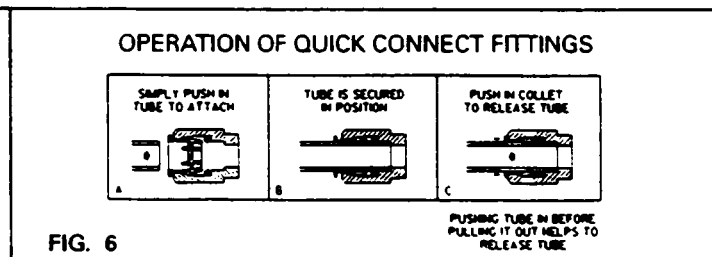 OPERATION OF QUICK CONNECT FITTINGS
SIMPLY PUSH IN
TUBE TO ATTACH
TUBE IS SECURED
IN POSITION
PUSH IN COLLET
TO RELEASE TUBE
A
B
C
PUSHING TUBE IN BEFORE
PULLING IT OUT HELPS TO
RELEASE TUBE
FIG. 6